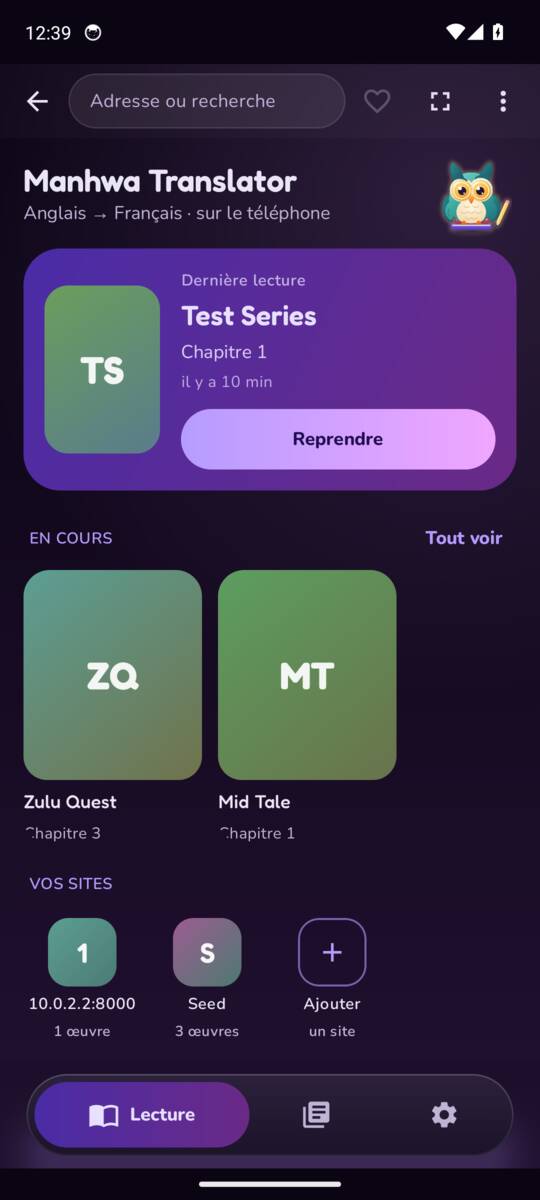 12:39
Adresse ou recherche
Manhwa Translator
Anglais → Français · sur le téléphone
TS
Dernière lecture
Test Series
Chapitre 1
il y a 10 min
Reprendre
EN COURS
Tout voir
ZQ
MT
Zulu Quest
Mid Tale
Chapitre 3
Chapitre 1
VOS SITES
1
S
+
10.0.2.2:8000
Seed
Ajouter
1 œuvre
3 œuvres
un site
Lecture